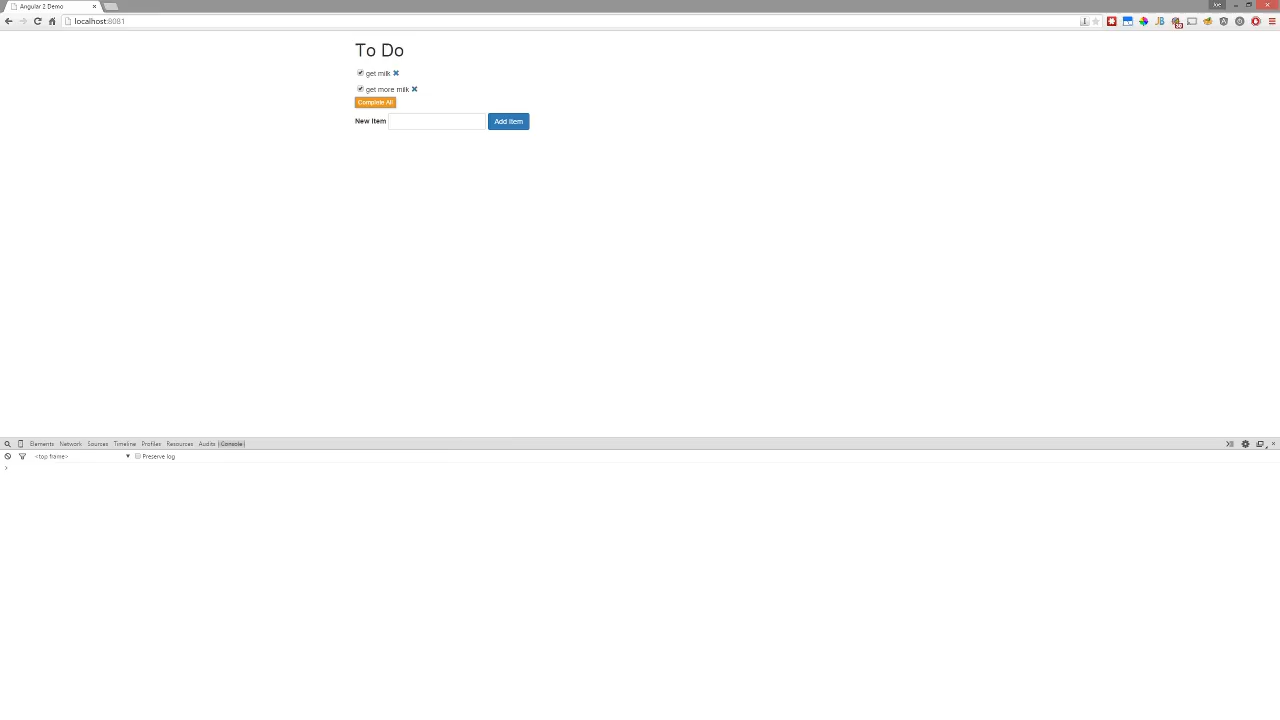 Angular 2 Demo
Joe
localhost:8081
To Do
get milk
get more milk
Complete All
New Item
Add Item
Elements Network Sources Timeline Profiles Resources Audits Console
<top frame> Preserve log